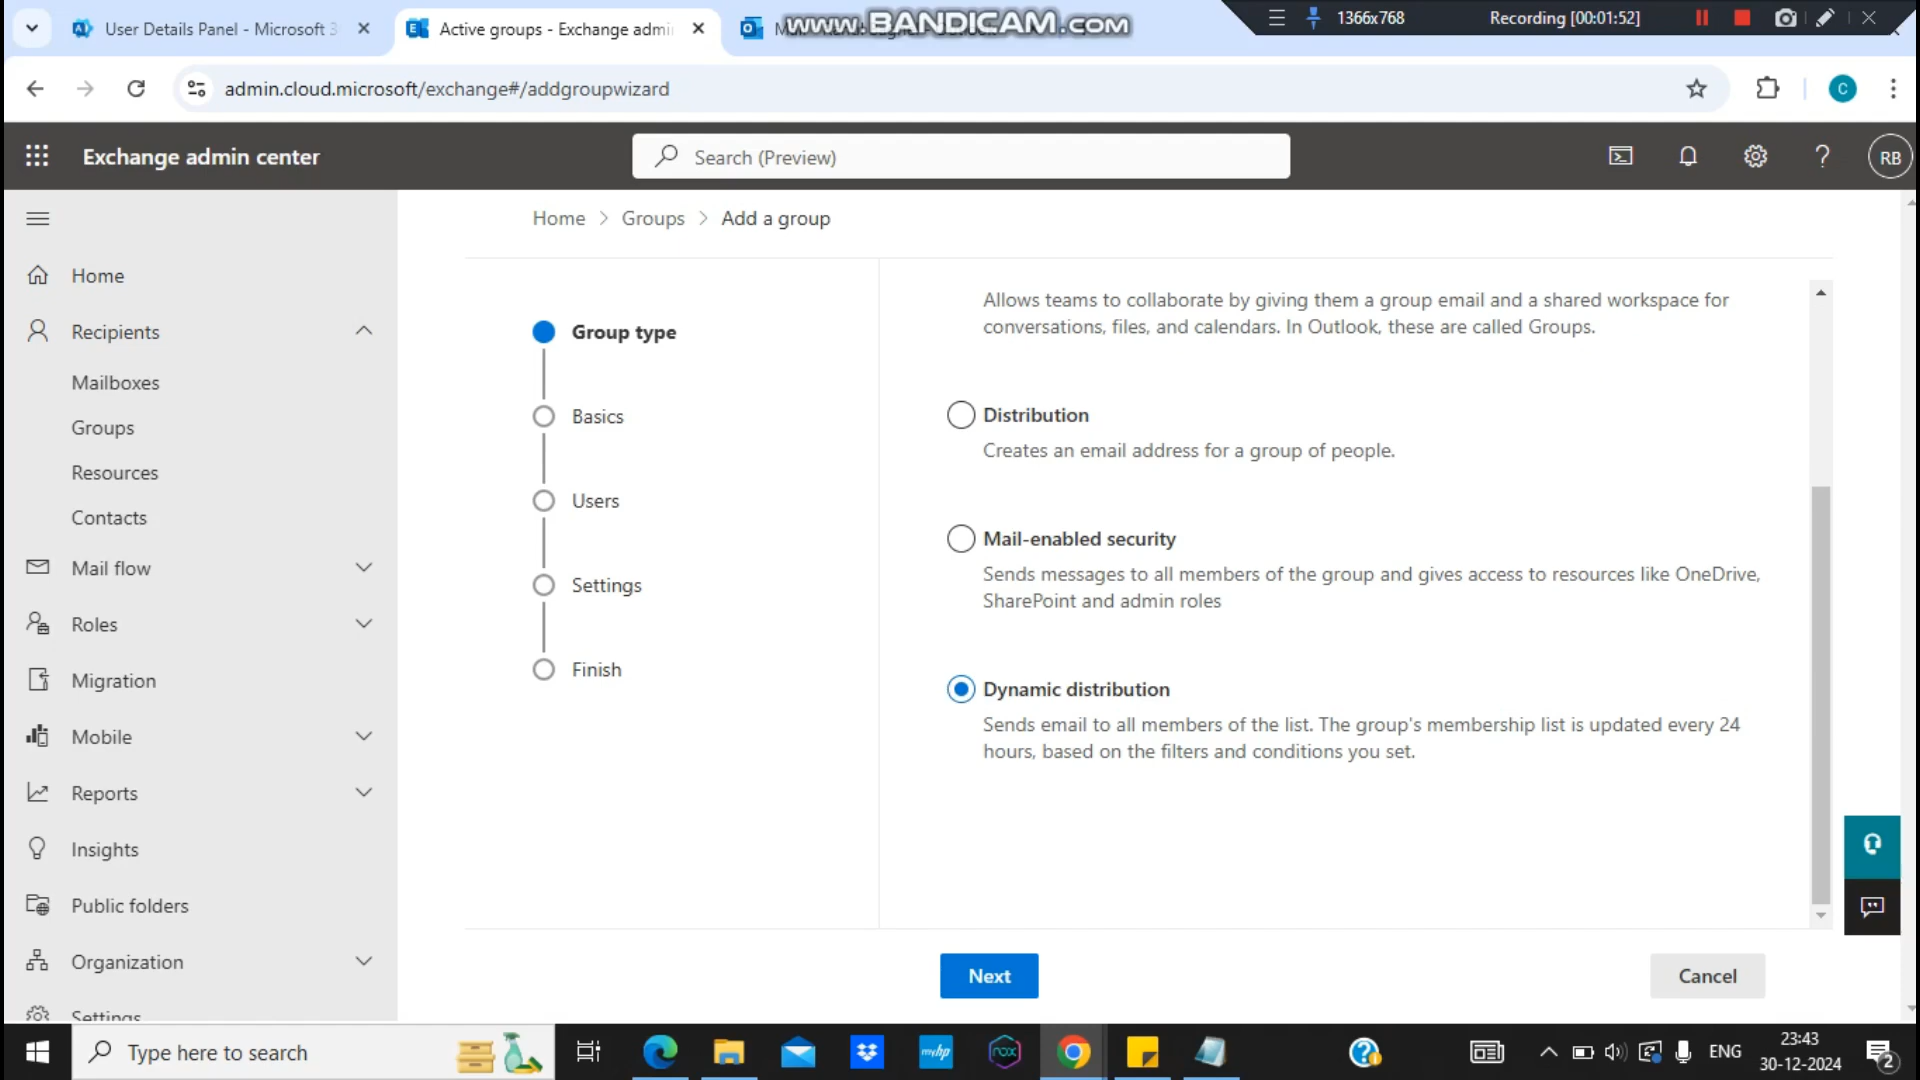 User Details Panel - Microsoft 3
Active groups - Exchange admi
www.BANDICAM.com
1366x768
Recording [00:01:52]
admin.cloud.microsoft/exchange#/addgroupwizard
C
Exchange admin center
Search (Preview)
RB
Home > Groups > Add a group
Home
Recipients
Mailboxes
Groups
Resources
Contacts
Mail flow
Roles
Migration
Mobile
Reports
Insights
Public folders
Organization
Settings
Group type
Basics
Users
Settings
Finish
Allows teams to collaborate by giving them a group email and a shared workspace for
conversations, files, and calendars. In Outlook, these are called Groups.
Distribution
Creates an email address for a group of people.
Mail-enabled security
Sends messages to all members of the group and gives access to resources like OneDrive,
SharePoint and admin roles
Dynamic distribution
Sends email to all members of the list. The group's membership list is updated every 24
hours, based on the filters and conditions you set.
Next
Cancel
Type here to search
myhp
nox
ENG
23:43
30-12-2024
2